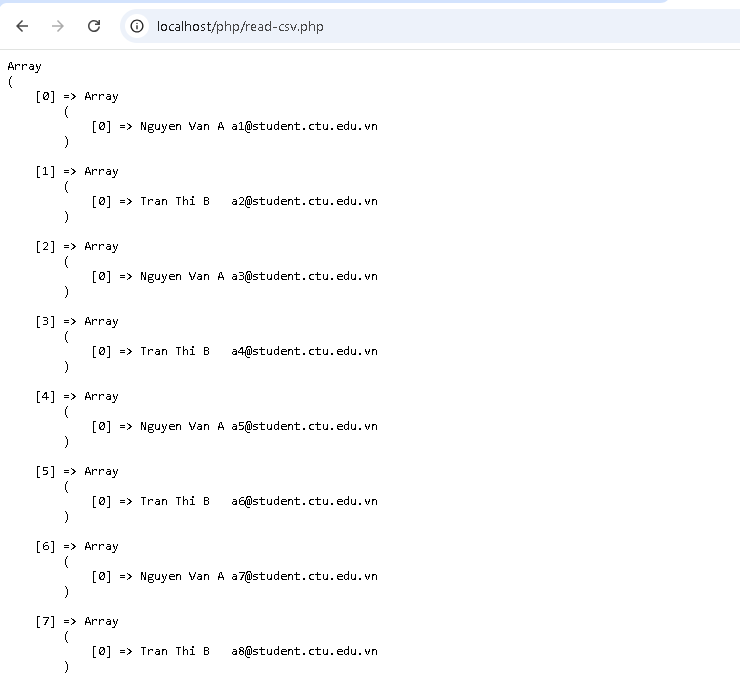 localhost/php/read-csv.php
Array
(
    [0] => Array
        (
            [0] => Nguyen Van A a1@student.ctu.edu.vn
        )
    [1] => Array
        (
            [0] => Tran Thi B   a2@student.ctu.edu.vn
        )
    [2] => Array
        (
            [0] => Nguyen Van A a3@student.ctu.edu.vn
        )
    [3] => Array
        (
            [0] => Tran Thi B   a4@student.ctu.edu.vn
        )
    [4] => Array
        (
            [0] => Nguyen Van A a5@student.ctu.edu.vn
        )
    [5] => Array
        (
            [0] => Tran Thi B   a6@student.ctu.edu.vn
        )
    [6] => Array
        (
            [0] => Nguyen Van A a7@student.ctu.edu.vn
        )
    [7] => Array
        (
            [0] => Tran Thi B   a8@student.ctu.edu.vn
        )